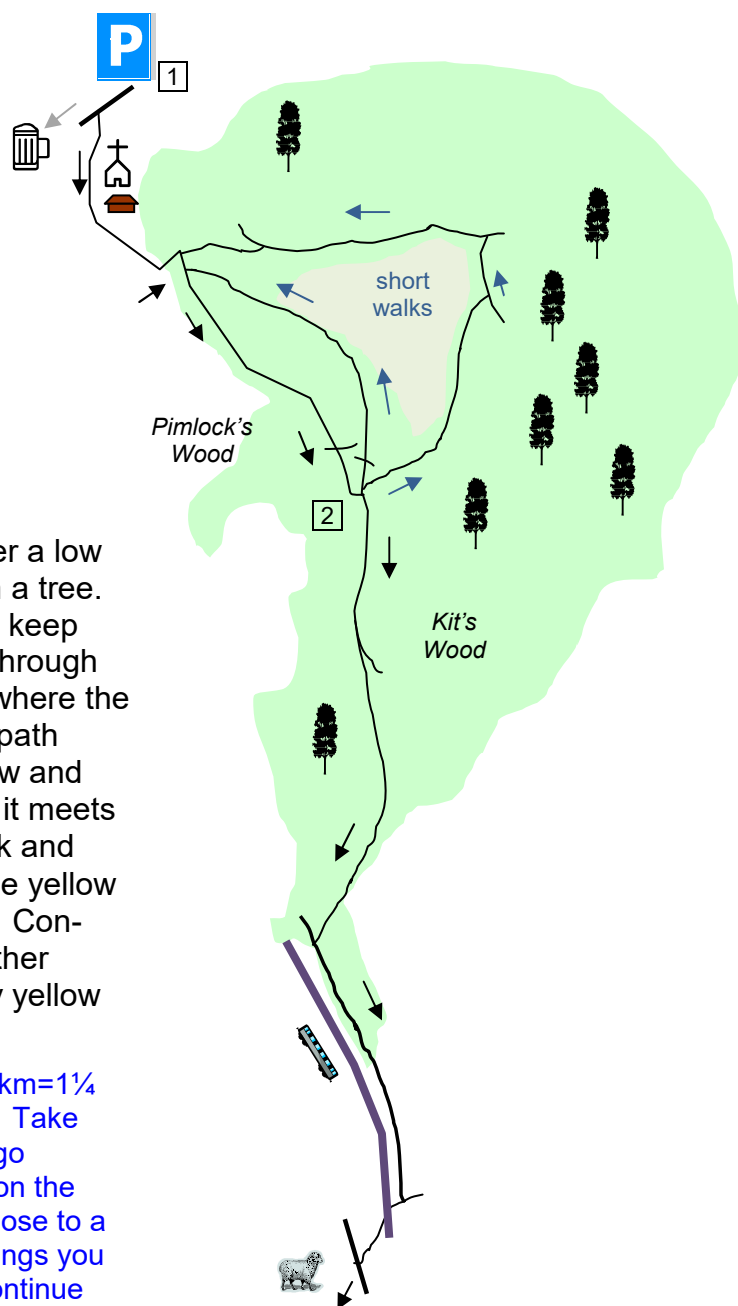 P
1
short
walks
Pimlock's
Wood
2
Kit's
Wood
er a low
n a tree.
keep
through
where the
path
w and
it meets
k and
e yellow
Con-
ther
y yellow
km=1¼
Take
go
on the
ose to a
ngs you
ontinue